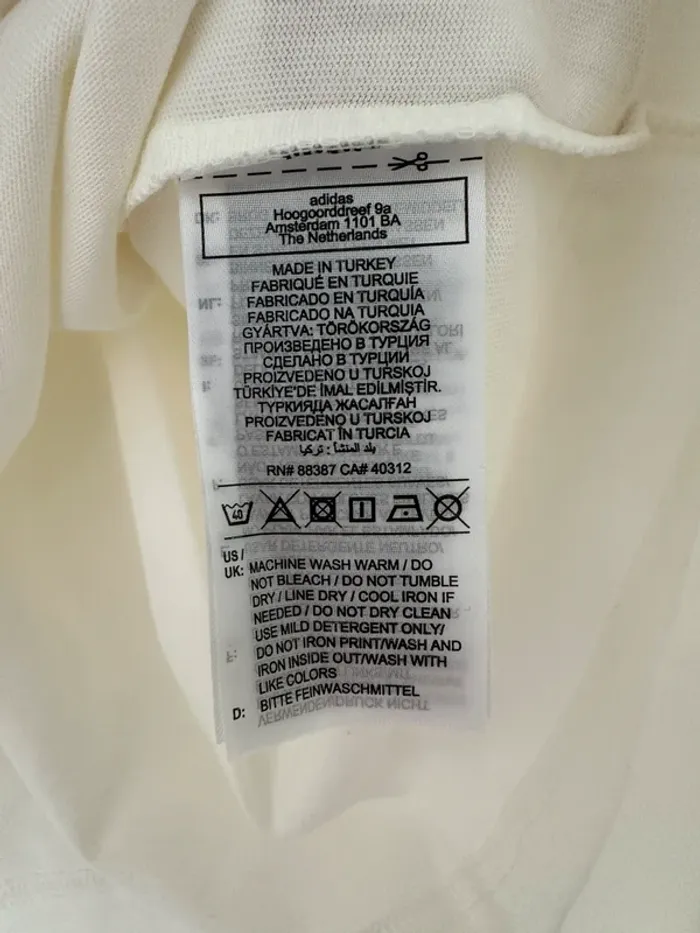 adidas
Hoogoorddreef 9a
Amsterdam 1101 BA
The Netherlands
MADE IN TURKEY
FABRIQUÉ EN TURQUIE
FABRICADO EN TURQUÍA
FABRICADO NA TURQUIA
GYÁRTVA: TÖRÖKORSZÁG
ПРОИЗВЕДЕНО В ТУРЦИЯ
СДЕЛАНО В ТУРЦИИ
PROIZVEDENO U TURSKOJ
TÜRKİYE'DE İMAL EDİLMİŞTİR.
ТУРКИЯДА ЖАСАЛҒАН
PROIZVEDENO U TURSKOJ
FABRICAT ÎN TURCIA
بلد المنشأ : تركيا
RN# 88387 CA# 40312
40
US /
UK: MACHINE WASH WARM / DO
NOT BLEACH / DO NOT TUMBLE
DRY / LINE DRY / COOL IRON IF
NEEDED / DO NOT DRY CLEAN
USE MILD DETERGENT ONLY/
DO NOT IRON PRINT/WASH AND
IRON INSIDE OUT/WASH WITH
LIKE COLORS
D: BITTE FEINWASCHMITTEL